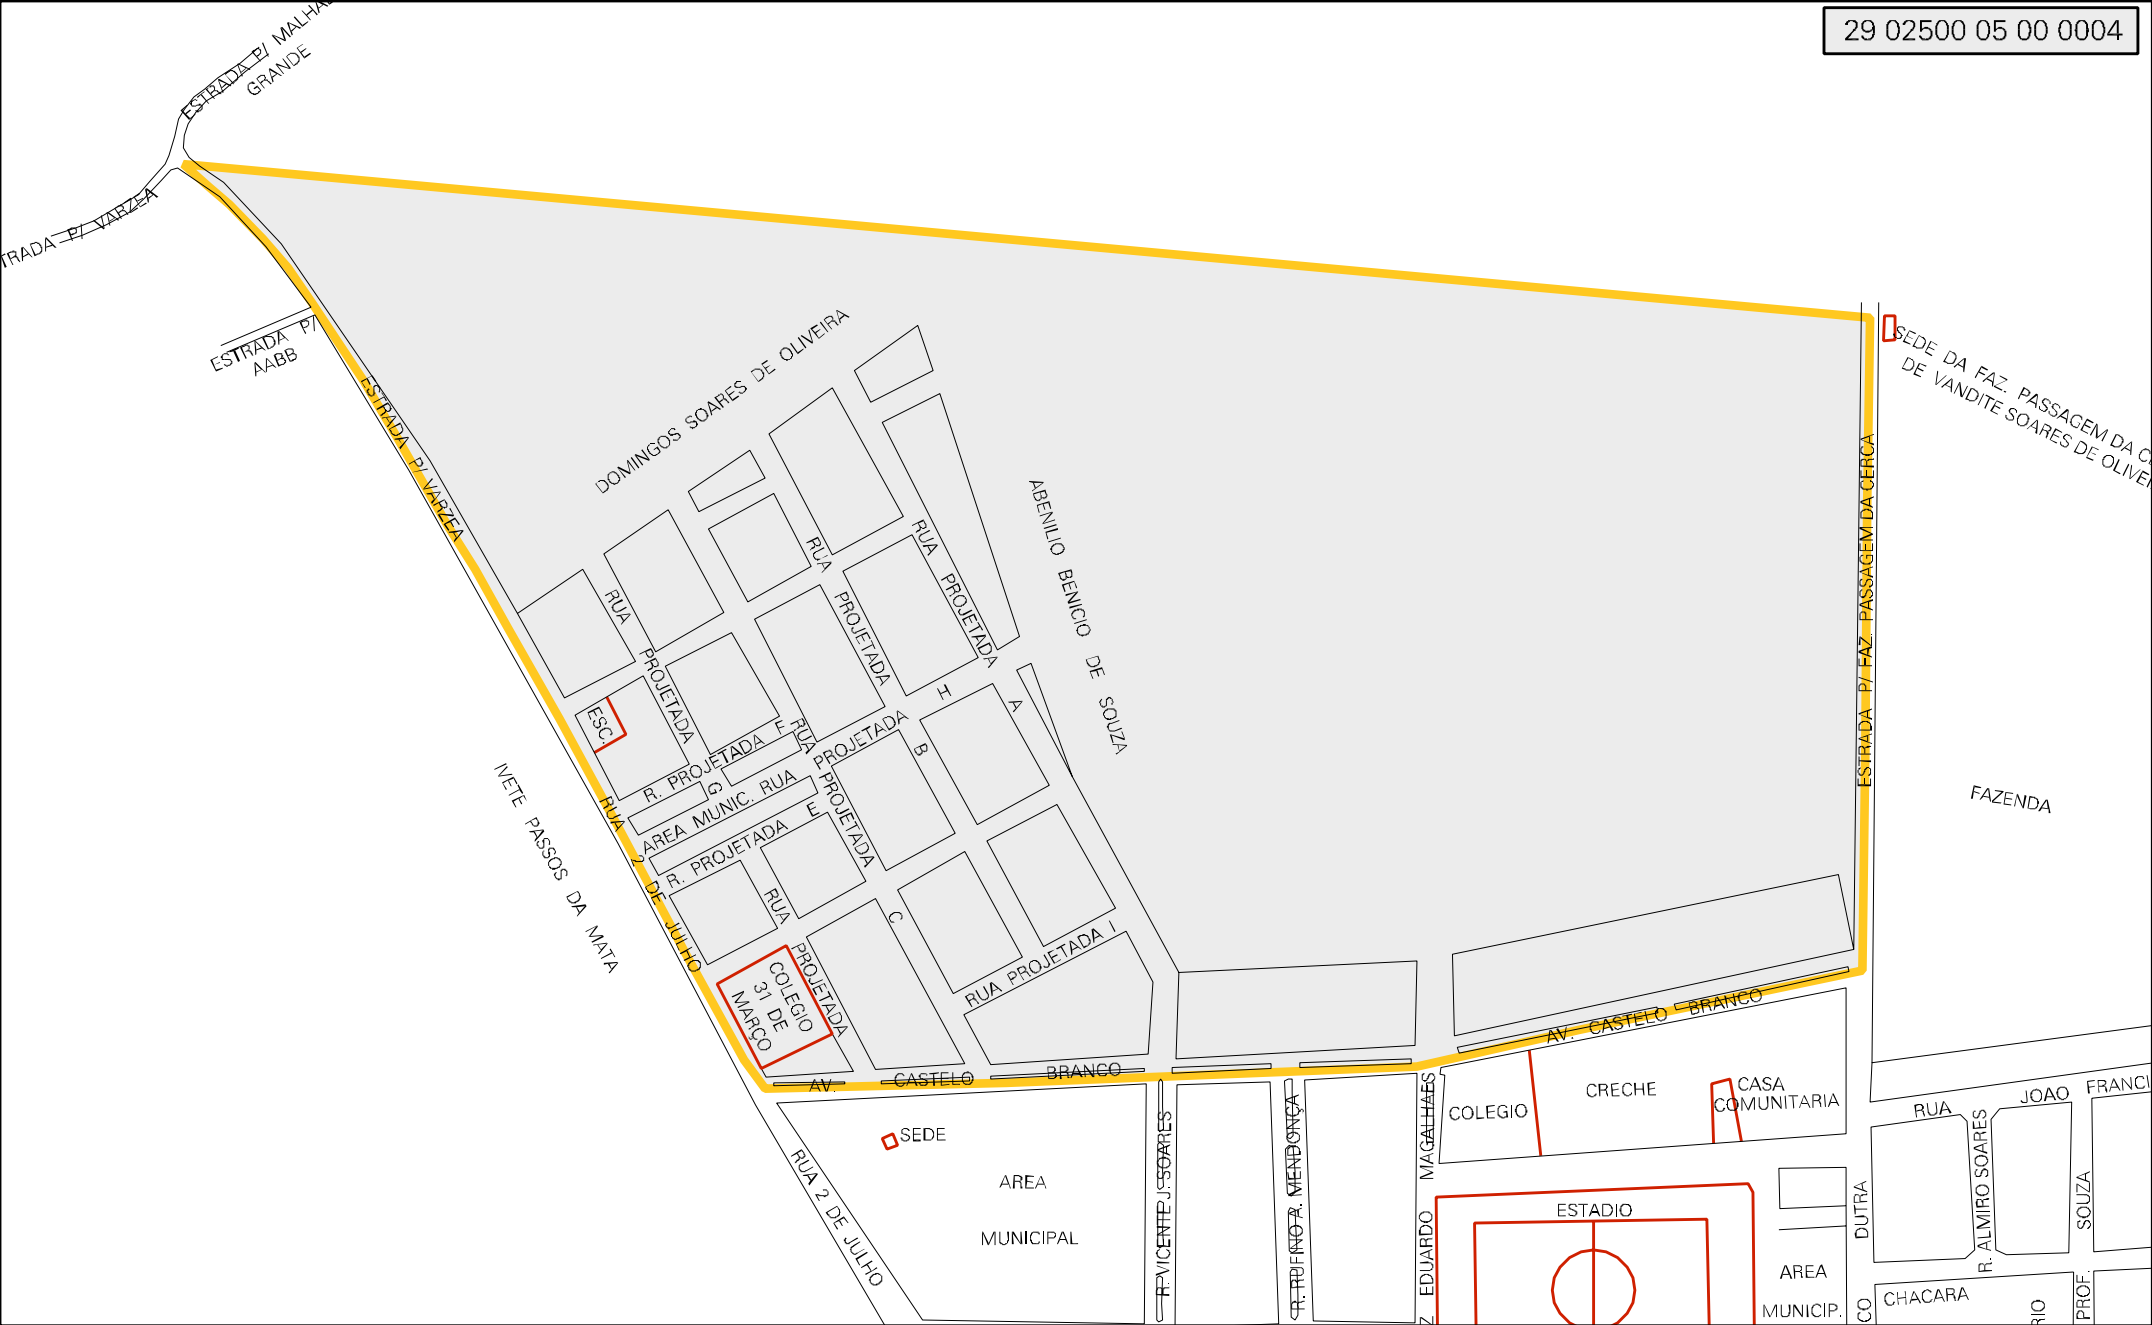 29 02500 05 00 0004
ESTRADA P/ MALHA
GRANDE
TRADA P/ VARZEA
ESTRADA P/
AABB
ESTRADA P/ VARZEA
DOMINGOS SOARES DE OLIVEIRA
ABENILIO BENICIO DE SOUZA
SEDE DA FAZ. PASSAGEM DA
DE VANDITE SOARES DE
ESTRADA P/ FAZ. PASSAGEM DA CERCA
FAZENDA
RUA PROJETADA A
RUA PROJETADA B
RUA PROJETADA C
RUA PROJETADA G
RUA PROJETADA
PROJETADA H
ESC.
R. PROJETADA F
AREA MUNIC. RUA
R. PROJETADA E
RUA PROJETADA I
RUA 2 DE JULHO
IVETE PASSOS DA MATA
COLEGIO
31 DE
MARÇO
AV. CASTELO BRANCO
AV. CASTELO BRANCO
SEDE
AREA
MUNICIPAL
RUA 2 DE JULHO
R. VICENTE J. SOARES
R. RUFINO A. MENDONÇA
Z EDUARDO MAGALHAES
COLEGIO
CRECHE
CASA
COMUNITARIA
ESTADIO
AREA
MUNICIP.
CO DUTRA
RUA JOAO FRANCI
R. ALMIRO SOARES
PROF. SOUZA
CHACARA
RIO